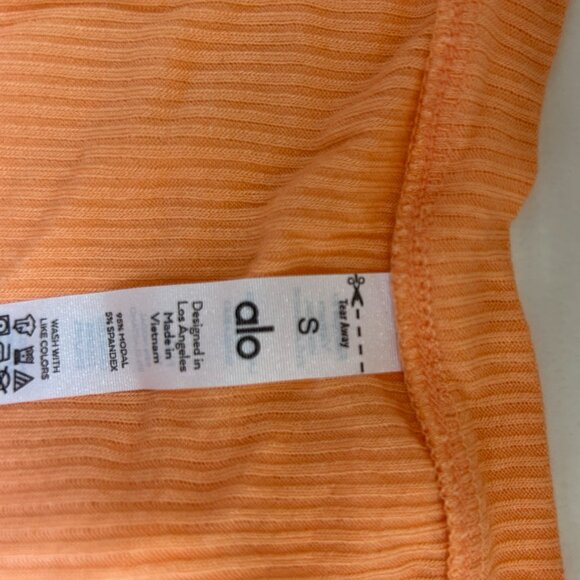 Tear Away
S
alo
Designed in
Los Angeles
Made in
Vietnam
95% MODAL
5% SPANDEX
WASH WITH
LIKE COLORS